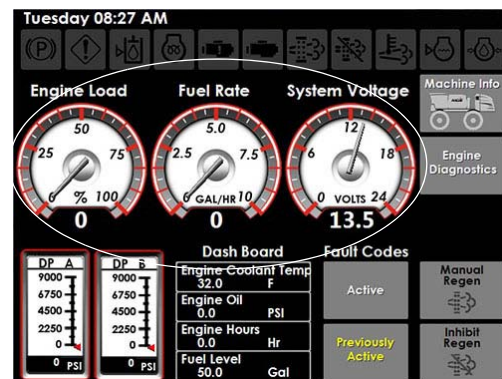 Tuesday 08:27 AM
(P)
Engine Load
Fuel Rate
System Voltage
Machine Info
50
25
75
0 % 100
0
5.0
2.5
7.5
0 GAL/HR 10
0
12
6
18
0 VOLTS 24
13.5
Engine
Diagnostics
DP A
9000
6750
4500
2250
0
0 PSI
DP B
9000
6750
4500
2250
0
0 PSI
Dash Board
Engine Coolant Temp
32.0 F
Engine Oil
0.0 PSI
Engine Hours
0.0 Hr
Fuel Level
50.0 Gal
Fault Codes
Active
Previously
Active
Manual
Regen
Inhibit
Regen